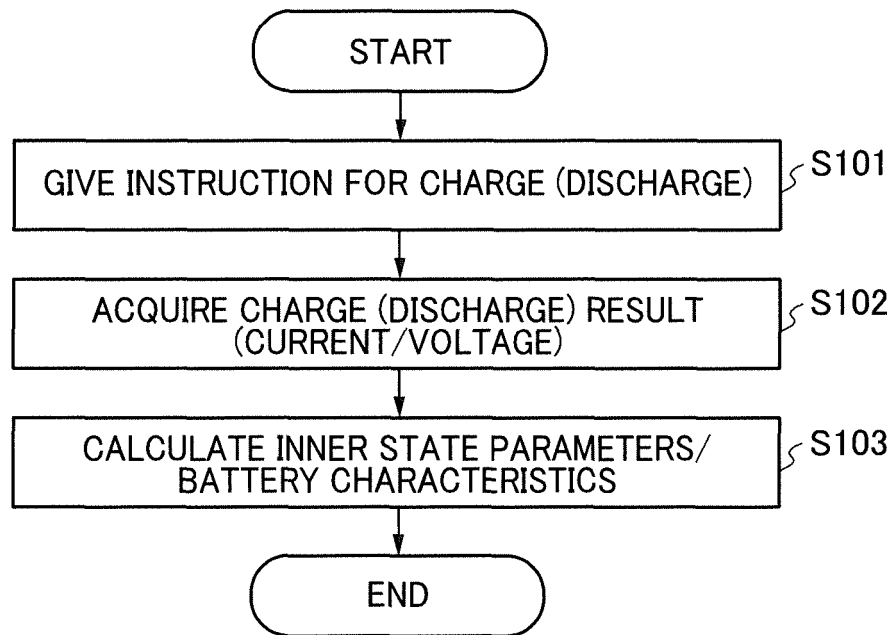 START
GIVE INSTRUCTION FOR CHARGE (DISCHARGE)
S101
ACQUIRE CHARGE (DISCHARGE) RESULT
(CURRENT/VOLTAGE)
S102
CALCULATE INNER STATE PARAMETERS/
BATTERY CHARACTERISTICS
S103
END